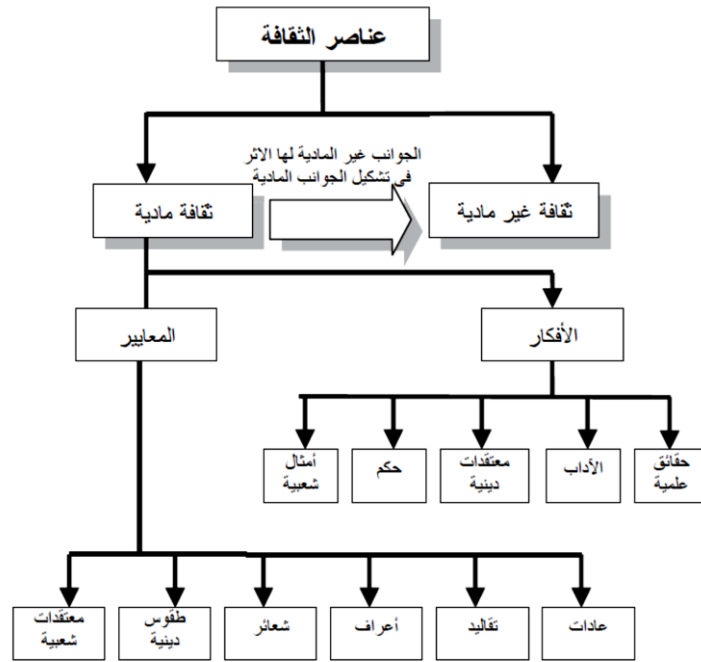 عناصر الثقافة
الجوانب غير المادية لها الاثر
فى تشكيل الجوانب المادية
ثقافة غير مادية
ثقافة مادية
الأفكار
المعايير
حقائق
علمية
الآداب
معتقدات
دينية
حكم
أمثال
شعبية
عادات
تقاليد
أعراف
شعائر
طقوس
دينية
معتقدات
شعبية